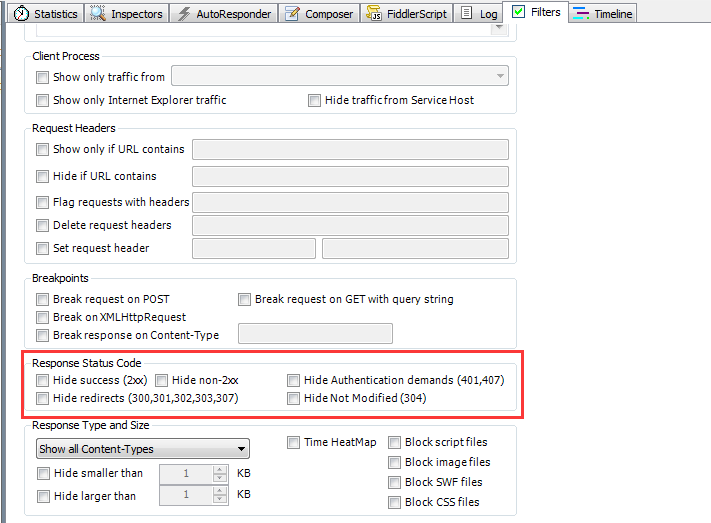 Statistics Inspectors AutoResponder Composer FiddlerScript Log Filters Timeline
Client Process
Show only traffic from
Show only Internet Explorer traffic Hide traffic from Service Host
Request Headers
Show only if URL contains
Hide if URL contains
Flag requests with headers
Delete request headers
Set request header
Breakpoints
Break request on POST Break request on GET with query string
Break on XMLHttpRequest
Break response on Content-Type
Response Status Code
Hide success (2xx) Hide non-2xx Hide Authentication demands (401,407)
Hide redirects (300,301,302,303,307) Hide Not Modified (304)
Response Type and Size
Show all Content-Types Time HeatMap Block script files
Block image files
Hide smaller than 1 KB
Block SWF files
Hide larger than 1 KB
Block CSS files